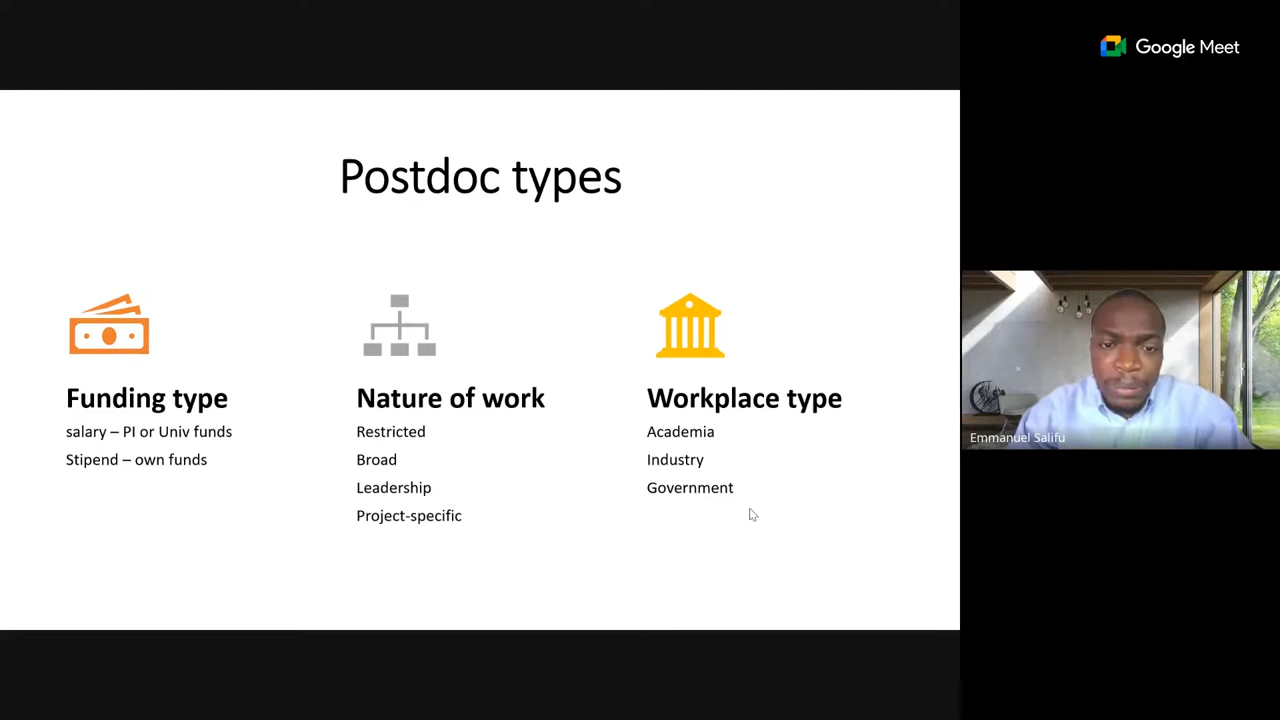 Google Meet
Postdoc types
Funding type
salary – PI or Univ funds
Stipend – own funds
Nature of work
Restricted
Broad
Leadership
Project-specific
Workplace type
Academia
Industry
Government
Emmanuel Salifu